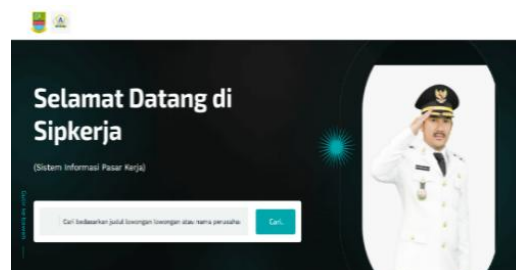 Selamat Datang di
Sipkerja
(Sistem Informasi Pasar Kerja)
Cari berdasarkan judul lowongan lowongan atau nama perusahaa
Cari.